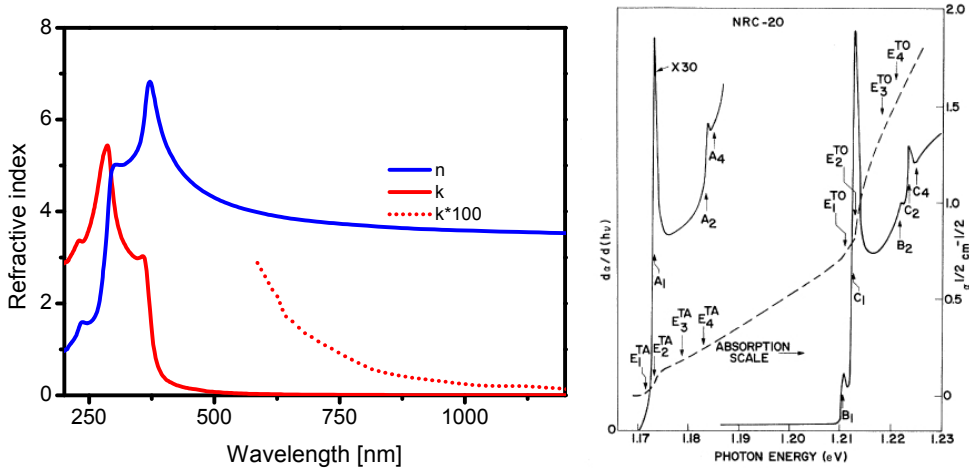 8
6
4
2
0
Refractive index
n
k
k*100
250
500
750
1000
Wavelength [nm]
NRC-20
X30
A4
A2
A1
E1TA
E2TA
E3TA
E4TA
ABSORPTION
SCALE
B1
C1
E1TO
E2TO
E3TO
E4TO
B2
C2
C4
dα/d(hν)
0
1.17
1.18
1.19
1.20
1.21
1.22
1.23
PHOTON ENERGY (eV)
2.0
1.5
1.0
0.5
0
α1/2 cm-1/2